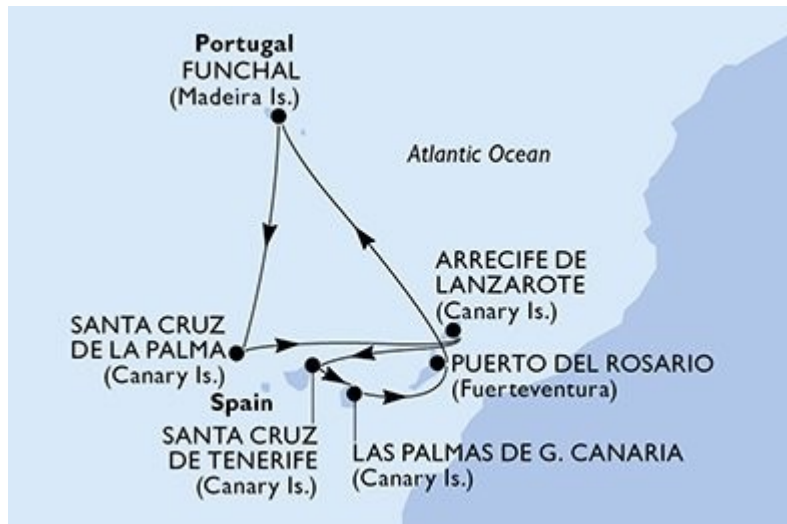 Portugal
FUNCHAL
(Madeira Is.)
Atlantic Ocean
ARRECIFE DE
LANZAROTE
(Canary Is.)
SANTA CRUZ
DE LA PALMA
(Canary Is.)
PUERTO DEL ROSARIO
(Fuerteventura)
Spain
SANTA CRUZ
DE TENERIFE
(Canary Is.)
LAS PALMAS DE G. CANARIA
(Canary Is.)